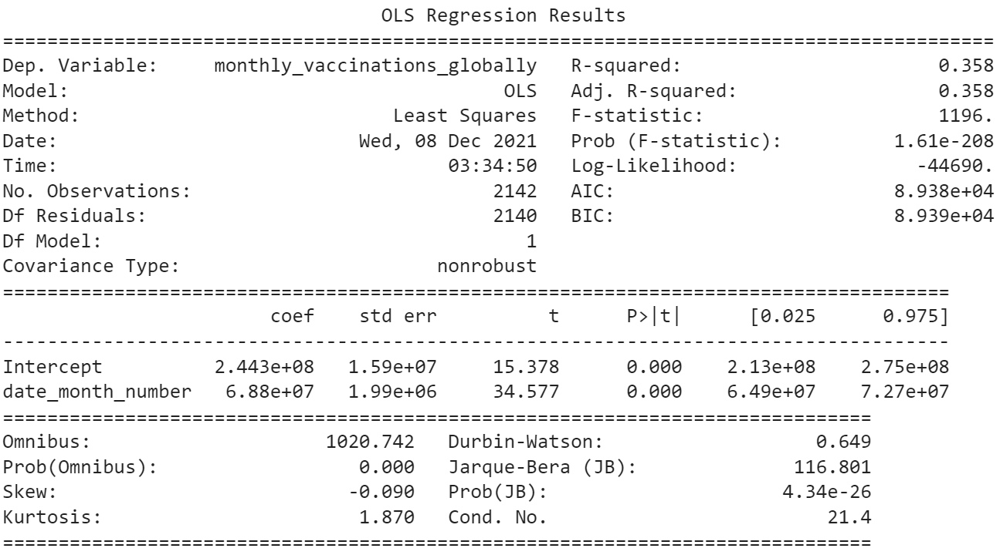 OLS Regression Results
==============================================================================
Dep. Variable:     monthly_vaccinations_globally   R-squared:                       0.358
Model:                                       OLS   Adj. R-squared:                  0.358
Method:                            Least Squares   F-statistic:                     1196.
Date:                           Wed, 08 Dec 2021   Prob (F-statistic):          1.61e-208
Time:                                   03:34:50   Log-Likelihood:                -44690.
No. Observations:                           2142   AIC:                         8.938e+04
Df Residuals:                               2140   BIC:                         8.939e+04
Df Model:                                      1
Covariance Type:                       nonrobust
=====================================================================================
                        coef    std err          t      P>|t|      [0.025      0.975]
-------------------------------------------------------------------------------------
Intercept          2.443e+08   1.59e+07     15.378      0.000    2.13e+08    2.75e+08
date_month_number   6.88e+07   1.99e+06     34.577      0.000    6.49e+07    7.27e+07
==============================================================================
Omnibus:                     1020.742   Durbin-Watson:                   0.649
Prob(Omnibus):                  0.000   Jarque-Bera (JB):              116.801
Skew:                          -0.090   Prob(JB):                     4.34e-26
Kurtosis:                       1.870   Cond. No.                         21.4
==============================================================================